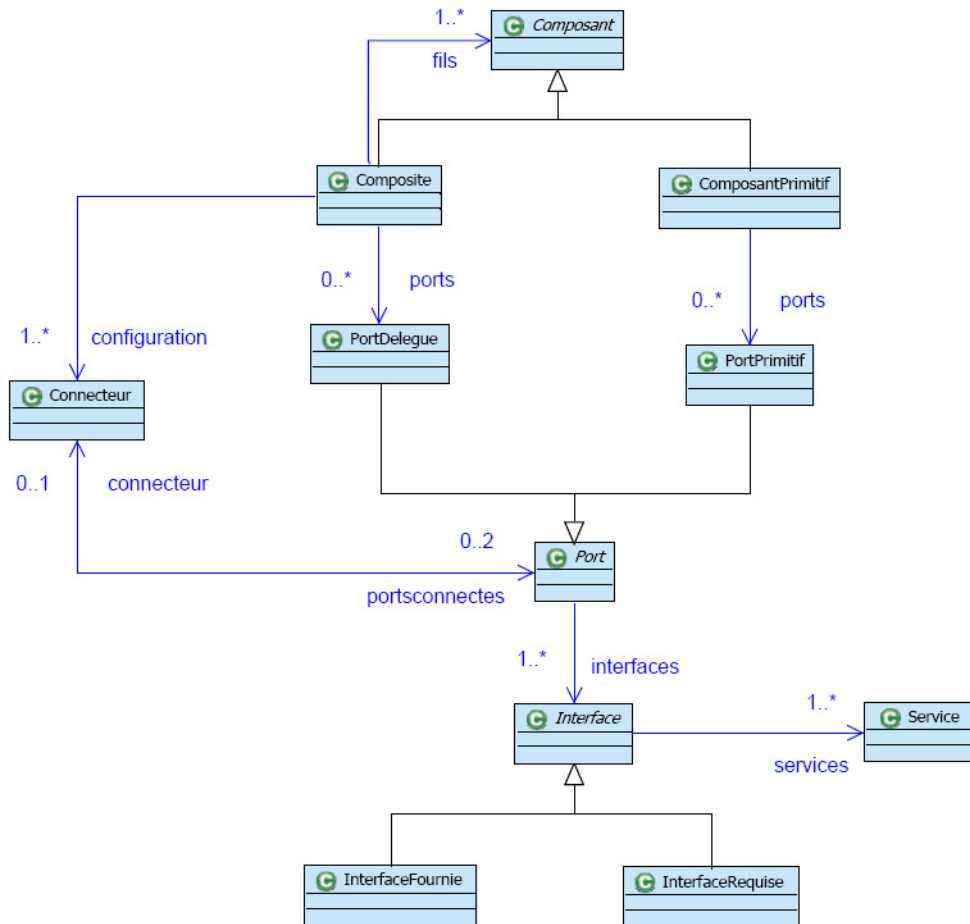 1..*
Composant
fils
Composite
ComposantPrimitif
0..*
ports
0..*
ports
1..*
configuration
PortDelegue
PortPrimitif
Connecteur
0..1
connecteur
0..2
Port
portsconnectes
1..*
interfaces
1..*
Interface
Service
services
InterfaceFournie
InterfaceRequise